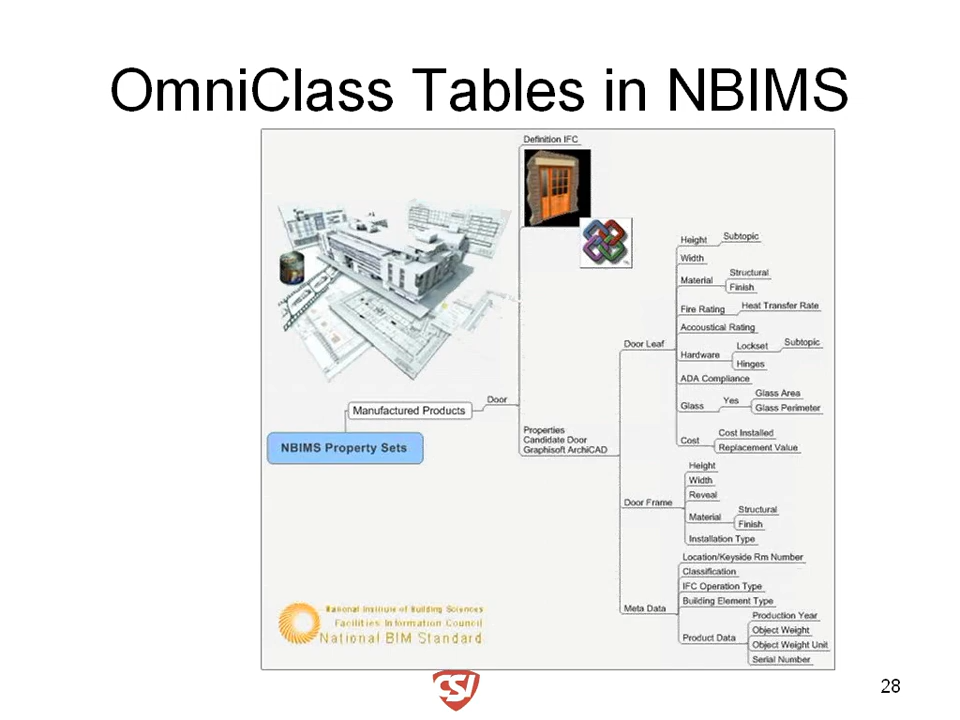 OmniClass Tables in NBIMS
Definition IFC
Height
Subtopic
Width
Material
Structural
Finish
Fire Rating
Heat Transfer Rate
Accoustical Rating
Door Leaf
Hardware
Lockset
Subtopic
Hinges
ADA Compliance
Glass
Yes
Glass Area
Glass Perimeter
Cost
Cost Installed
Replacement Value
Manufactured Products
Door
NBIMS Property Sets
Properties
Candidate Door
Graphisoft ArchiCAD
Door Frame
Height
Width
Reveal
Material
Structural
Finish
Installation Type
Meta Data
Location/Keyside Rm Number
Classification
IFC Operation Type
Building Element Type
Product Data
Production Year
Object Weight
Object Weight Unit
Serial Number
National Institute of Building Sciences
Facilities Information Council
National BIM Standard
CSI
28